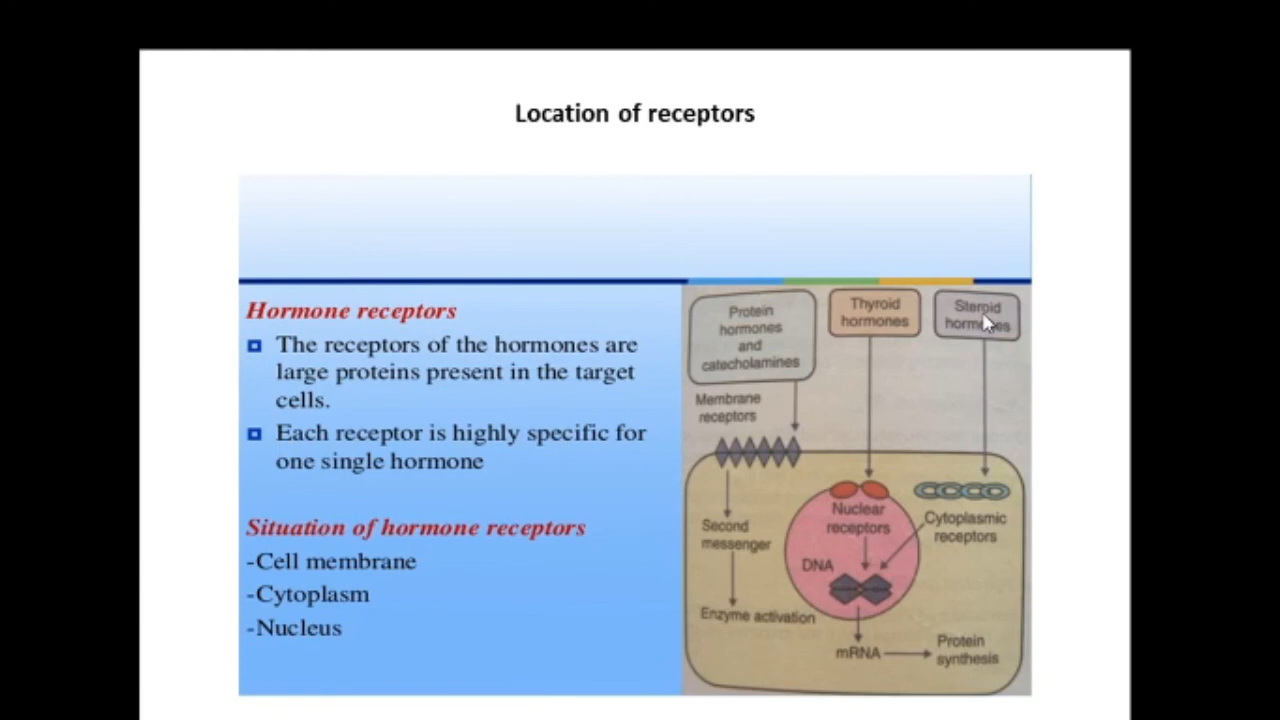 Location of receptors
Hormone receptors
The receptors of the hormones are
large proteins present in the target
cells.
Each receptor is highly specific for
one single hormone
Situation of hormone receptors
-Cell membrane
-Cytoplasm
-Nucleus
Protein
hormones
and
catecholamines
Thyroid
hormones
Steroid
hormones
Membrane
receptors
Nuclear
receptors
Cytoplasmic
receptors
Second
messenger
DNA
Enzyme activation
mRNA
Protein
synthesis